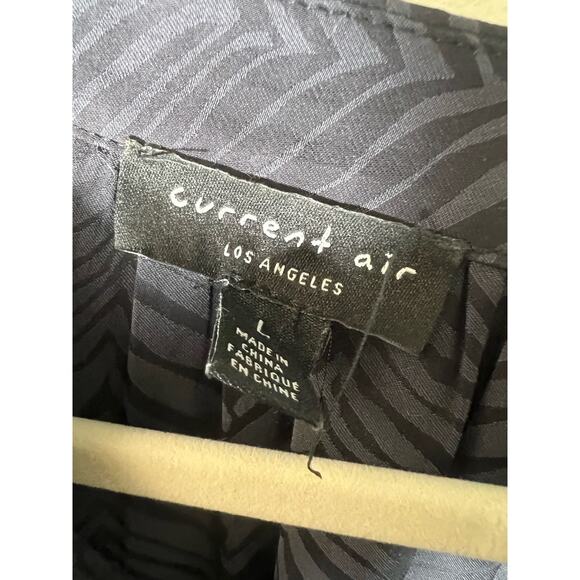 current air
LOS ANGELES
L
MADE IN
CHINA
FABRIQUÉ
EN CHINE